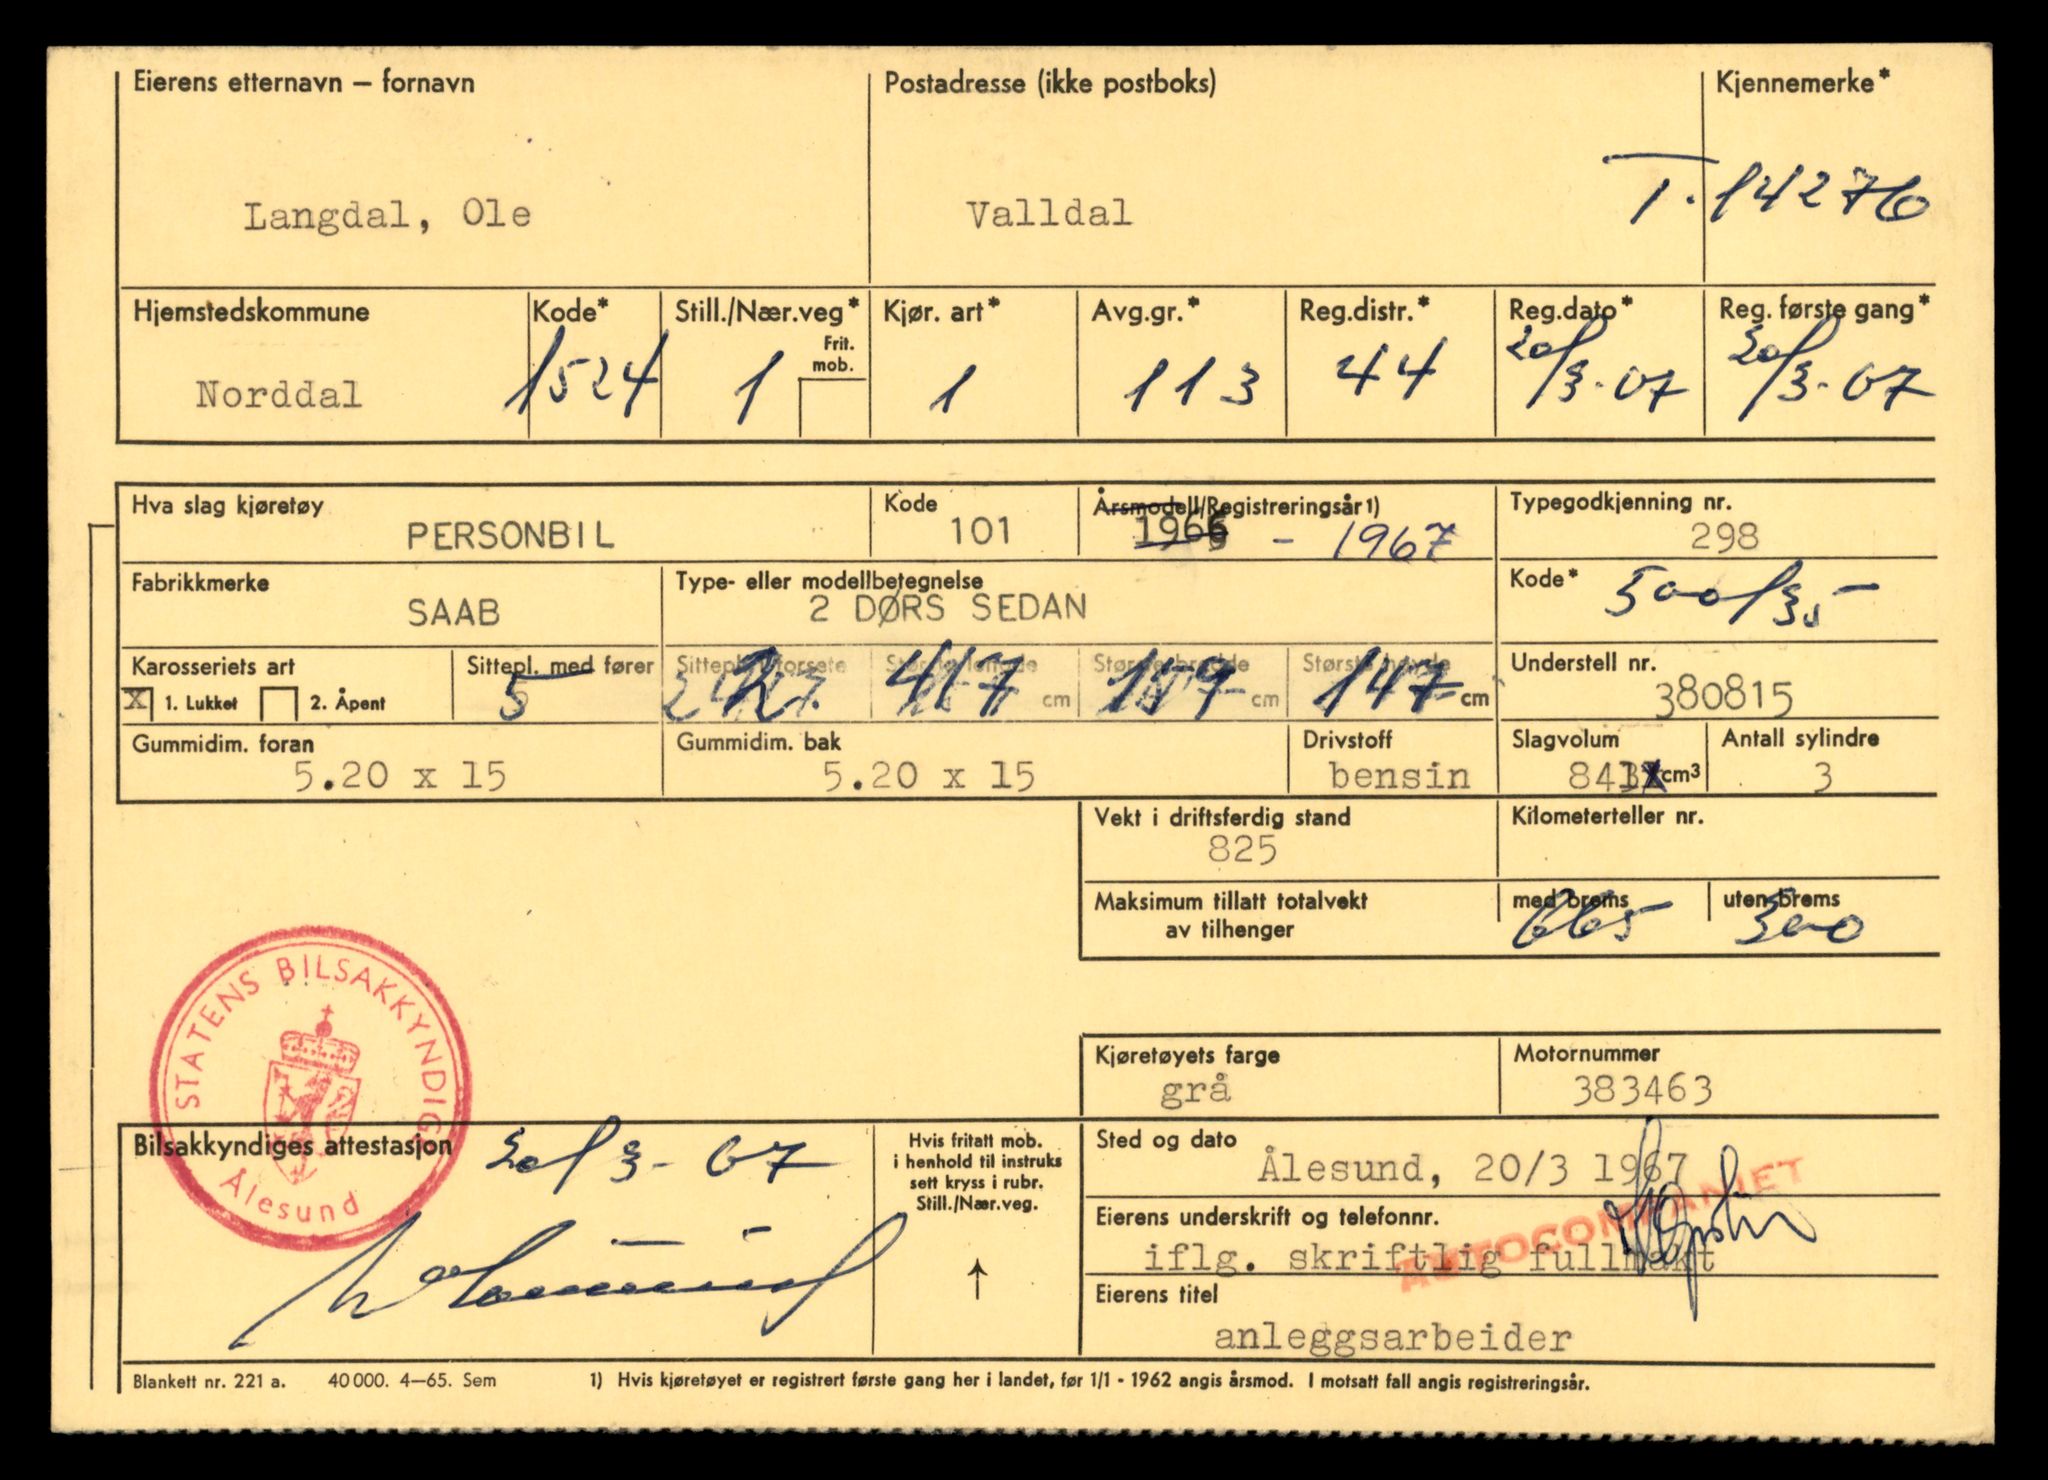 Eierens etternavn — fornavn Postadresse (ikke postboks) Kjennemerke*
Langdal, Ole Valldal T.14276
Hjemstedskommune Kode* Still./Nær.veg* Kjør. art* Avg.gr.* Reg.distr.* Reg.dato* Reg. første gang*
Frit. mob.
Norddal 1524 1 1 113 44 20/3-67 20/3-67
Hva slag kjøretøy Kode Årsmodell/Registreringsår1) Typegodkjenning nr.
PERSONBIL 101 1966 - 1967 298
Fabrikkmerke Type- eller modellbetegnelse Kode*
SAAB 2 DØRS SEDAN 500/35
Karosseriets art Sittepl. med fører Sittepl. i forsete Største lengde Største bredde Største høyde Understell nr.
X 1. Lukket 2. Åpent 5 2 417 cm 159 cm 147 cm 380815
Gummidim. foran Gummidim. bak Drivstoff Slagvolum Antall sylindre
5.20 x 15 5.20 x 15 bensin 841 cm3 3
Vekt i driftsferdig stand Kilometerteller nr.
825
Maksimum tillatt totalvekt av tilhenger med brems uten brems
665 300
STATENS BILSAKKYNDIGE
Ålesund
Kjøretøyets farge Motornummer
grå 383463
Bilsakkyndiges attestasjon 20/3-67
Hvis fritatt mob.
i henhold til instruks
sett kryss i rubr.
Still./Nær.veg.
Sted og dato
Ålesund, 20/3 1967
Eierens underskrift og telefonnr.
AUTOCOMPANIET
iflg. skriftlig fullmakt
Eierens titel
anleggsarbeider
Blankett nr. 221 a. 40 000. 4—65. Sem 1) Hvis kjøretøyet er registrert første gang her i landet, før 1/1 - 1962 angis årsmod. I motsatt fall angis registreringsår.